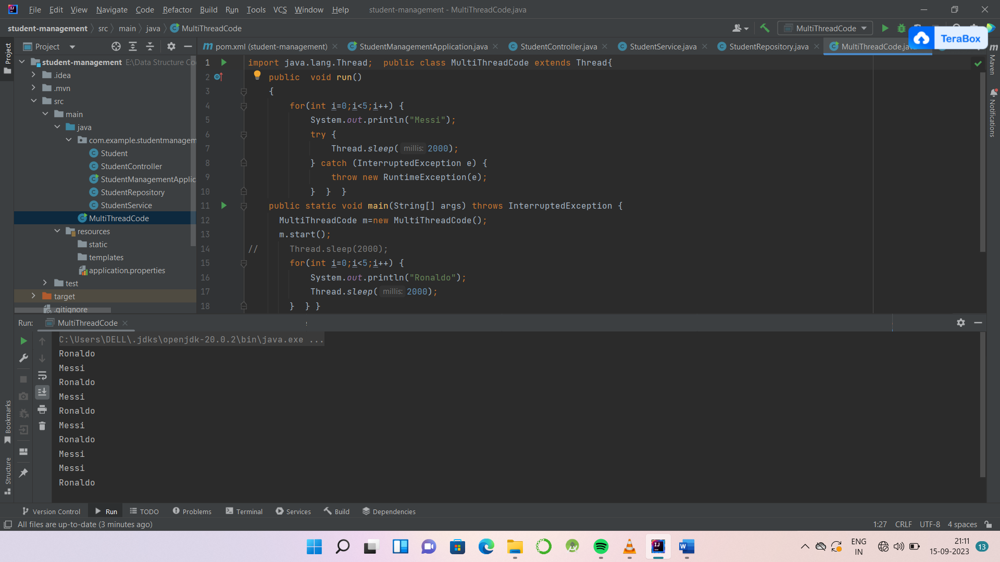 File Edit View Navigate Code Refactor Build Run Tools VCS Window Help student-management - MultiThreadCode.java
student-management src main java MultiThreadCode MultiThreadCode
TeraBox
Project pom.xml (student-management) StudentManagementApplication.java StudentController.java StudentService.java StudentRepository.java MultiThreadCode.java
Project
Maven
Notifications
student-management E:\Data Structure Co
.idea
.mvn
src
main
java
com.example.studentmanagem
Student
StudentController
StudentManagementApplic
StudentRepository
StudentService
MultiThreadCode
resources
static
templates
application.properties
test
target
.gitignore
1 import java.lang.Thread;  public class MultiThreadCode extends Thread{
2     public  void run()
3     {
4         for(int i=0;i<5;i++) {
5             System.out.println("Messi");
6             try {
7                 Thread.sleep( millis: 2000);
8             } catch (InterruptedException e) {
9                 throw new RuntimeException(e);
10             }  }  }
11     public static void main(String[] args) throws InterruptedException {
12       MultiThreadCode m=new MultiThreadCode();
13       m.start();
14 //      Thread.sleep(2000);
15         for(int i=0;i<5;i++) {
16             System.out.println("Ronaldo");
17             Thread.sleep( millis: 2000);
18         }  } }
Run: MultiThreadCode
C:\Users\DELL\.jdks\openjdk-20.0.2\bin\java.exe ...
Ronaldo
Messi
Ronaldo
Messi
Ronaldo
Messi
Ronaldo
Messi
Messi
Ronaldo
Bookmarks
Structure
Version Control Run TODO Problems Terminal Services Build Dependencies
All files are up-to-date (3 minutes ago) 1:27 CRLF UTF-8 4 spaces
ENG
IN
21:11
15-09-2023
13